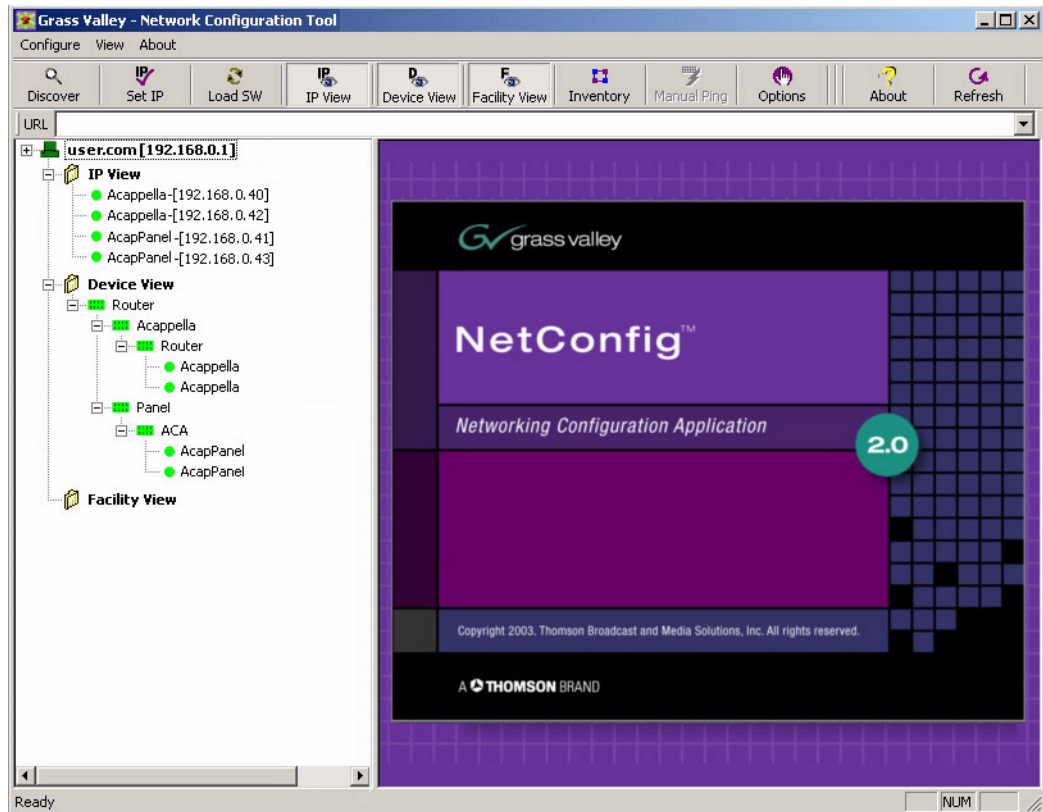 Grass Valley - Network Configuration Tool
Configure View About
Discover Set IP Load SW IP View Device View Facility View Inventory Manual Ping Options About Refresh
URL
user.com [192.168.0.1]
IP View
Acappella-[192.168.0.40]
Acappella-[192.168.0.42]
AcapPanel-[192.168.0.41]
AcapPanel-[192.168.0.43]
Device View
Router
Acappella
Router
Acappella
Acappella
Panel
ACA
AcapPanel
AcapPanel
Facility View
grass valley
NetConfig™
Networking Configuration Application
2.0
Copyright 2003. Thomson Broadcast and Media Solutions, Inc. All rights reserved.
A THOMSON BRAND
Ready
NUM